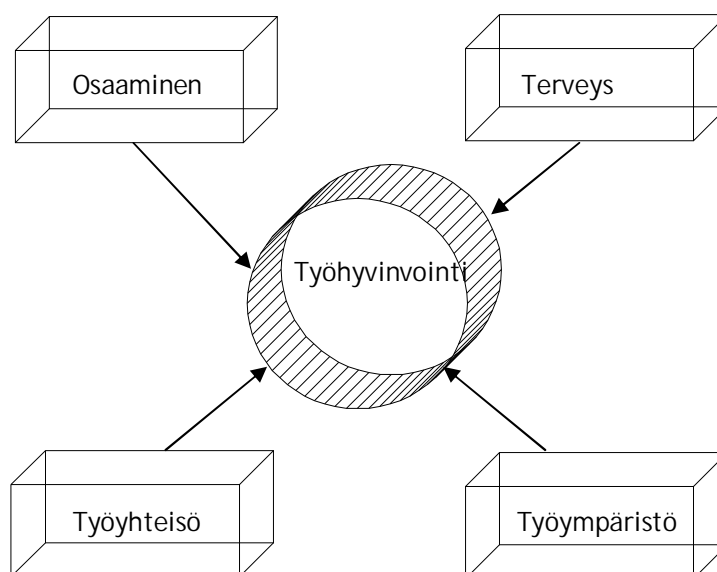 Osaaminen
Terveys
Työhyvinvointi
Työyhteisö
Työympäristö